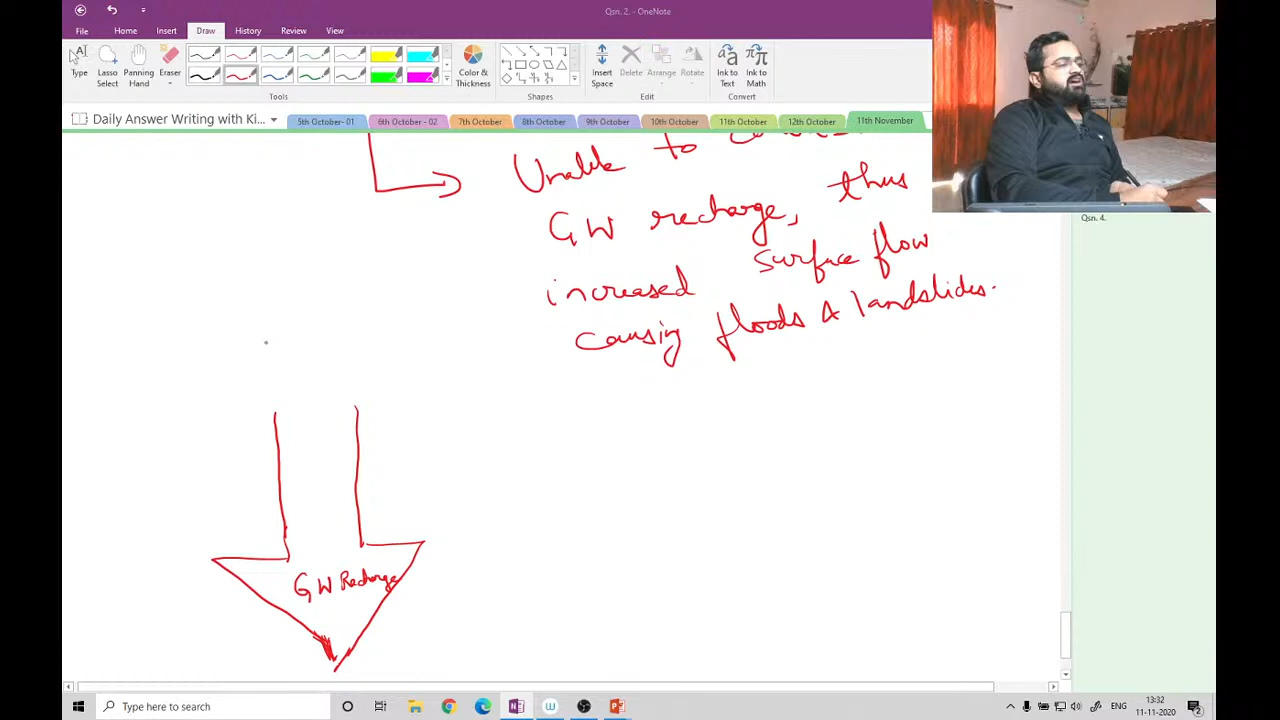 Qsn. 2. - OneNote
File Home Insert Draw History Recarga View
Type
Lasso Select
Panning Hand
Eraser
Color & Thickness
Insert Space
Delete
Arrange
Rotate
Ink to Text
Ink to Math
Tools
Shapes
Edit
Convert
Daily Answer Writing with Ki...
5th October- 01 6th October - 02 7th October 8th October 9th October 10th October 11th October 12th October 11th November
Qsn. 4.
Unable to
GW recharge, thus
increased surface flow
causing floods & landslides.
GW Recharge
Type here to search
ENG
13:32
11-11-2020
2